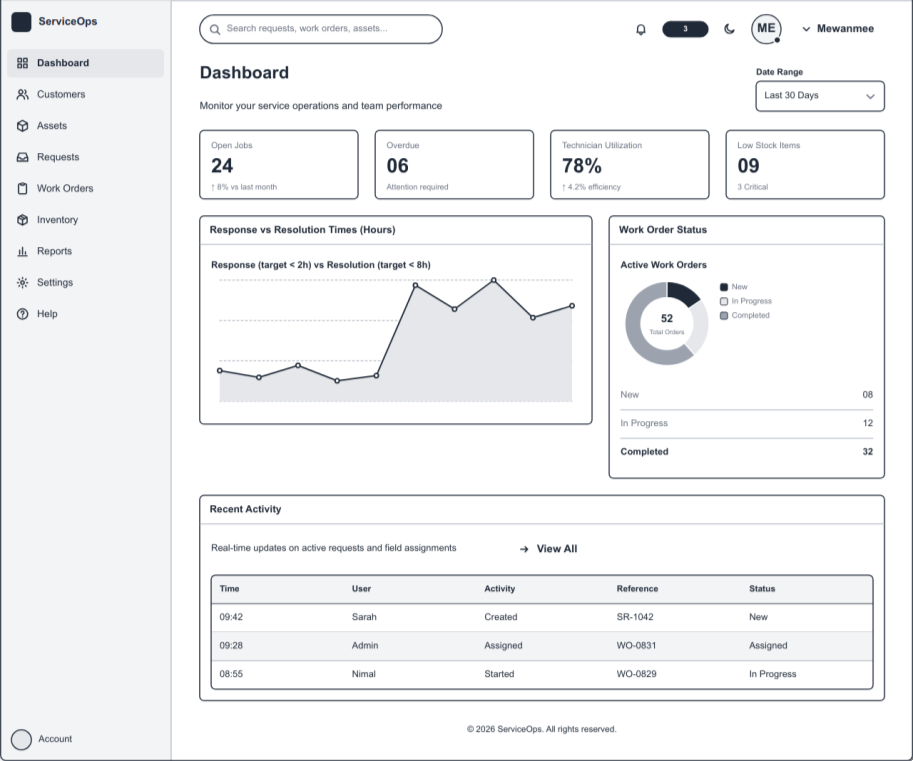 ServiceOps
Dashboard
Customers
Assets
Requests
Work Orders
Inventory
Reports
Settings
Help
Account
Search requests, work orders, assets...
3
ME
Mewanmee
Dashboard
Monitor your service operations and team performance
Date Range
Last 30 Days
Open Jobs
24
↑ 8% vs last month
Overdue
06
Attention required
Technician Utilization
78%
↑ 4.2% efficiency
Low Stock Items
09
3 Critical
Response vs Resolution Times (Hours)
Response (target < 2h) vs Resolution (target < 8h)
Work Order Status
Active Work Orders
52
Total Orders
New
In Progress
Completed
New 08
In Progress 12
Completed 32
Recent Activity
Real-time updates on active requests and field assignments
→ View All
Time User Activity Reference Status
09:42 Sarah Created SR-1042 New
09:28 Admin Assigned WO-0831 Assigned
08:55 Nimal Started WO-0829 In Progress
© 2026 ServiceOps. All rights reserved.